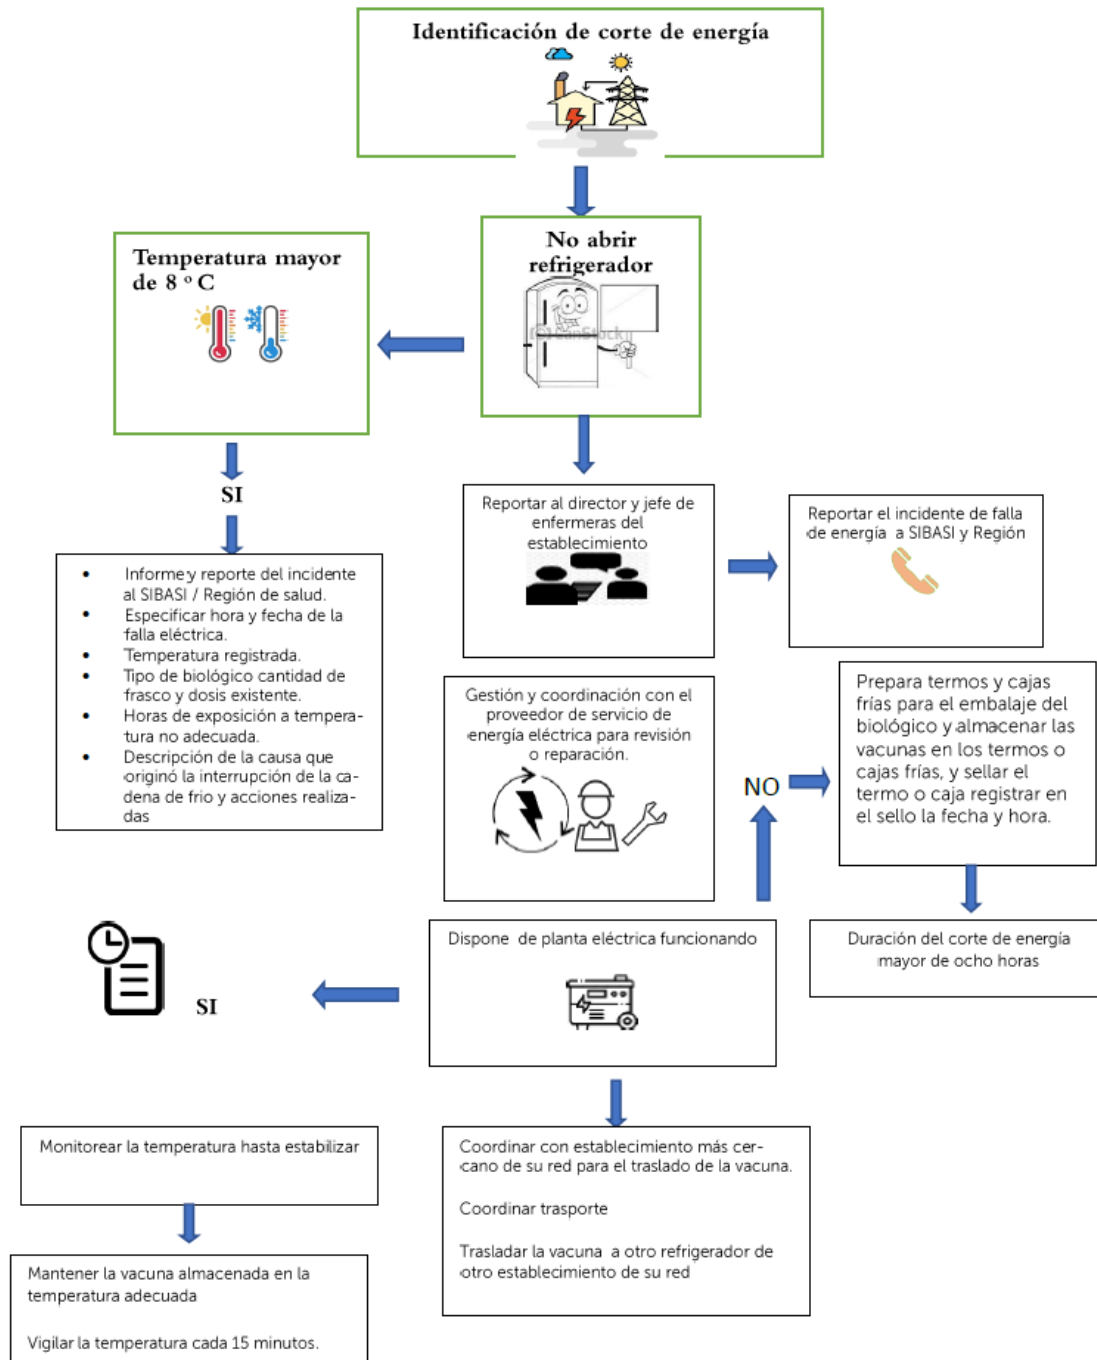 Identificación de corte de energía
No abrir
refrigerador
CanStock
Temperatura mayor
de 8 º C
SI
• Informe y reporte del incidente
al SIBASI / Región de salud.
• Especificar hora y fecha de la
falla eléctrica.
• Temperatura registrada.
• Tipo de biológico cantidad de
frasco y dosis existente.
• Horas de exposición a tempera-
tura no adecuada.
• Descripción de la causa que
originó la interrupción de la ca-
dena de frio y acciones realiza-
das
Reportar al director y jefe de
enfermeras del
establecimiento
Reportar el incidente de falla
de energía a SIBASI y Región
Gestión y coordinación con el
proveedor de servicio de
energía eléctrica para revisión
o reparación.
NO
Prepara termos y cajas
frías para el embalaje del
biológico y almacenar las
vacunas en los termos o
cajas frías, y sellar el
termo o caja registrar en
el sello la fecha y hora.
Duración del corte de energía
mayor de ocho horas
Dispone de planta eléctrica funcionando
SI
Monitorear la temperatura hasta estabilizar
Mantener la vacuna almacenada en la
temperatura adecuada
Vigilar la temperatura cada 15 minutos.
Coordinar con establecimiento más cer-
cano de su red para el traslado de la vacuna.
Coordinar trasporte
Trasladar la vacuna a otro refrigerador de
otro establecimiento de su red